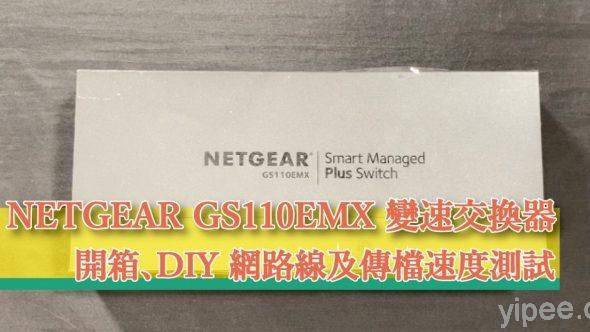 NETGEAR® Smart Managed
GS110EMX Plus Switch
NETGEAR GS110EMX 變速交換器
開箱、DIY 網路線及傳檔速度測試
yipee.cc